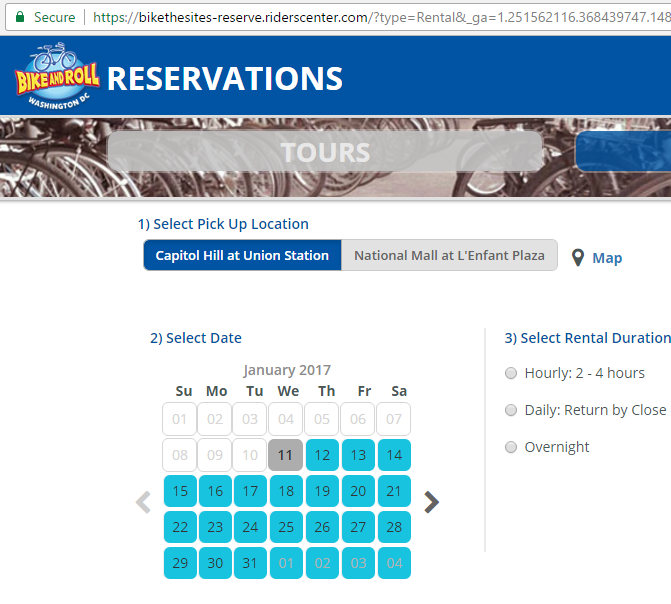 Secure | https://bikethesites-reserve.riderscenter.com/?type=Rental&_ga=1.251562116.368439747.148
BIKE AND ROLL
WASHINGTON DC
RESERVATIONS
TOURS
1) Select Pick Up Location
Capitol Hill at Union Station National Mall at L'Enfant Plaza Map
2) Select Date
January 2017
Su Mo Tu We Th Fr Sa
01 02 03 04 05 06 07
08 09 10 11 12 13 14
15 16 17 18 19 20 21
22 23 24 25 26 27 28
29 30 31 01 02 03 04
3) Select Rental Duration
Hourly: 2 - 4 hours
Daily: Return by Close
Overnight